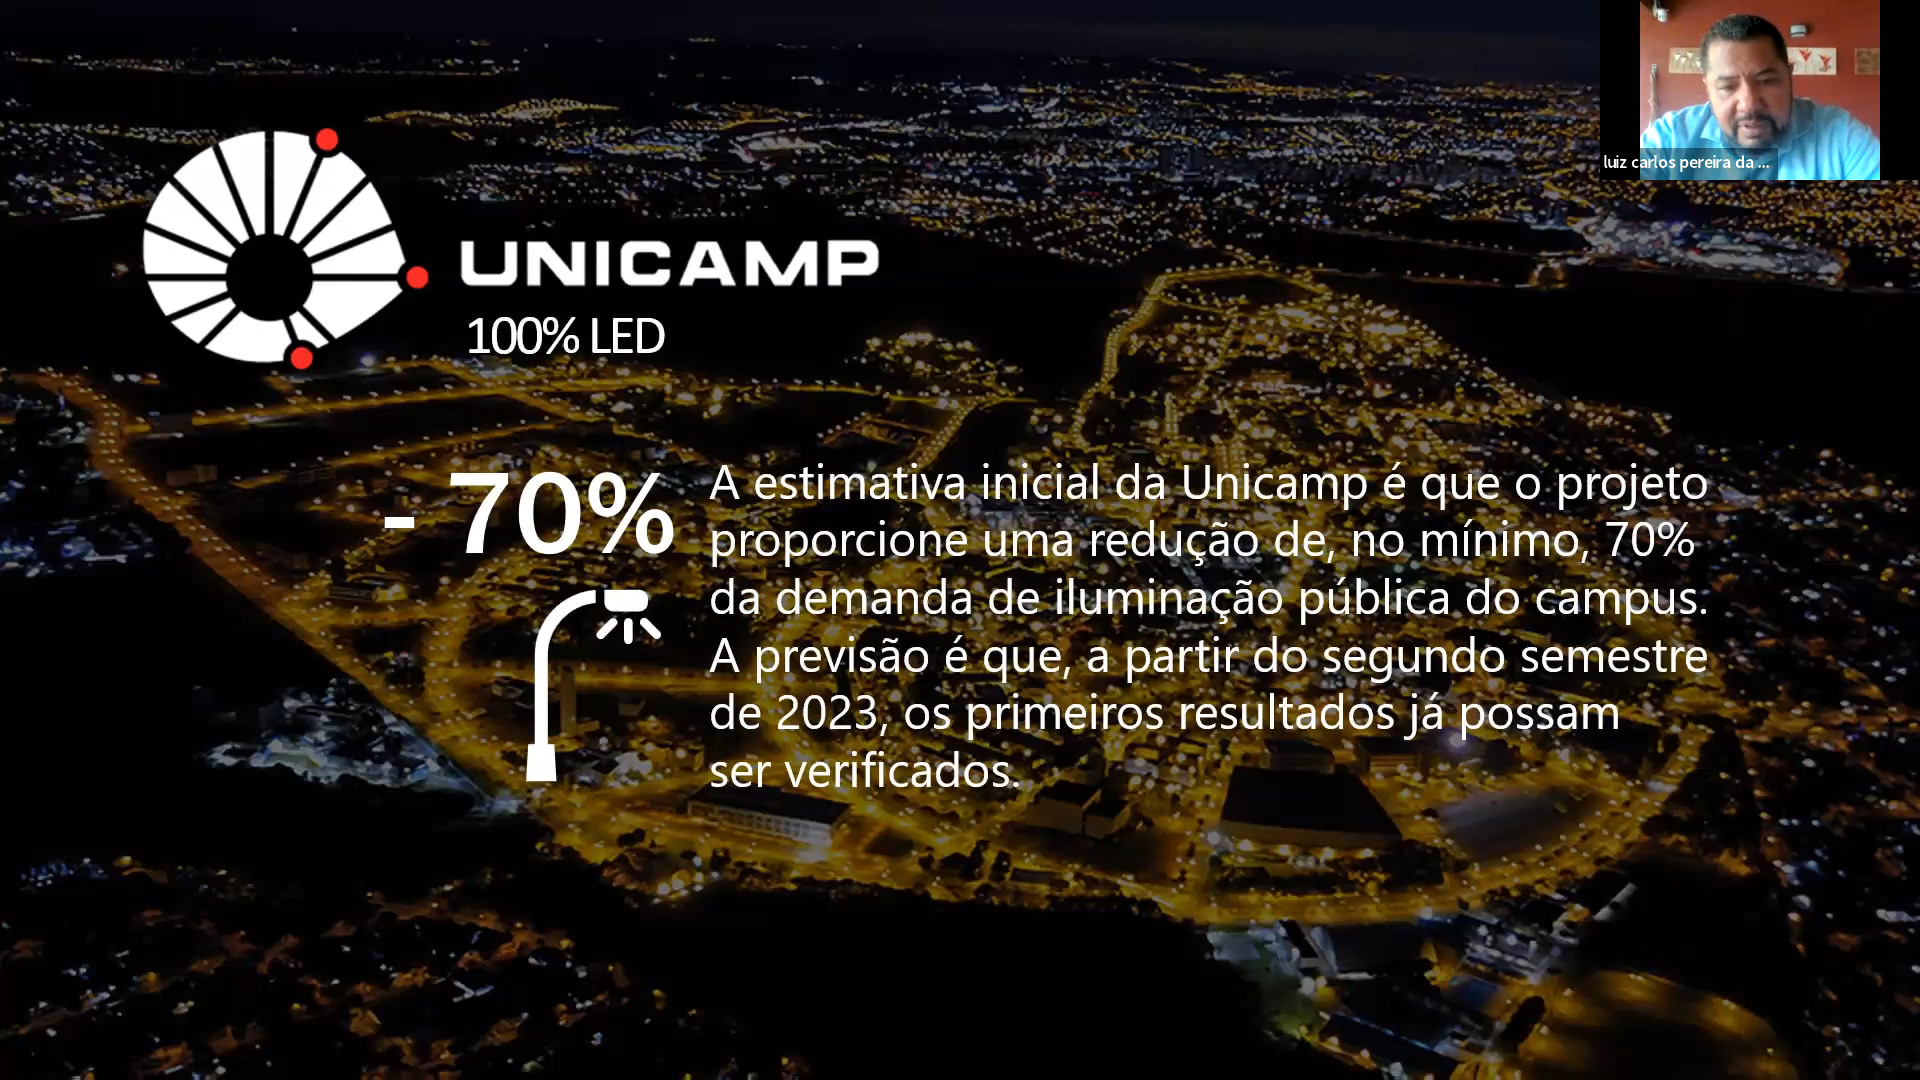 luiz carlos pereira da ...
UNICAMP
100% LED
- 70%
A estimativa inicial da Unicamp é que o projeto
proporcione uma redução de, no mínimo, 70%
da demanda de iluminação pública do campus.
A previsão é que, a partir do segundo semestre
de 2023, os primeiros resultados já possam
ser verificados.